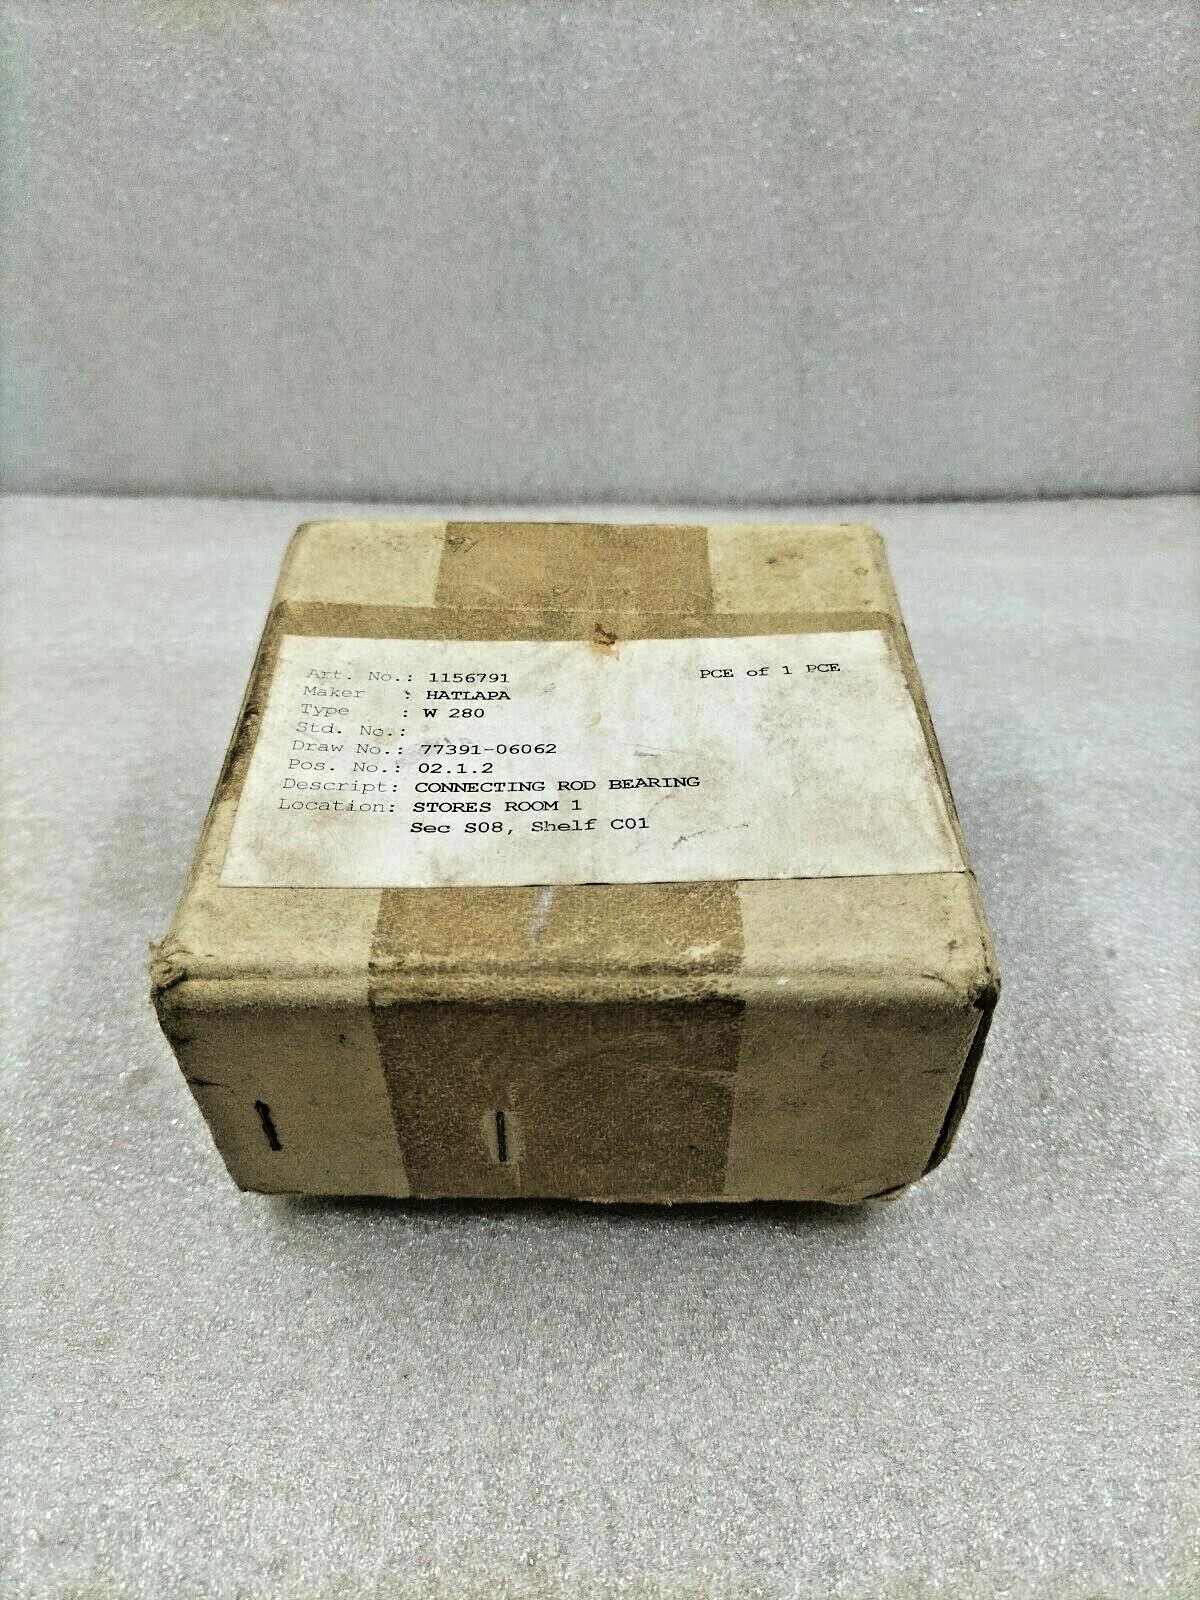 Art. No.: 1156791 PCE of 1 PCE
Maker : HATLAPA
Type : W 280
Std. No.:
Draw No.: 77391-06062
Pos. No.: 02.1.2
Descript: CONNECTING ROD BEARING
Location: STORES ROOM 1
Sec S08, Shelf C01